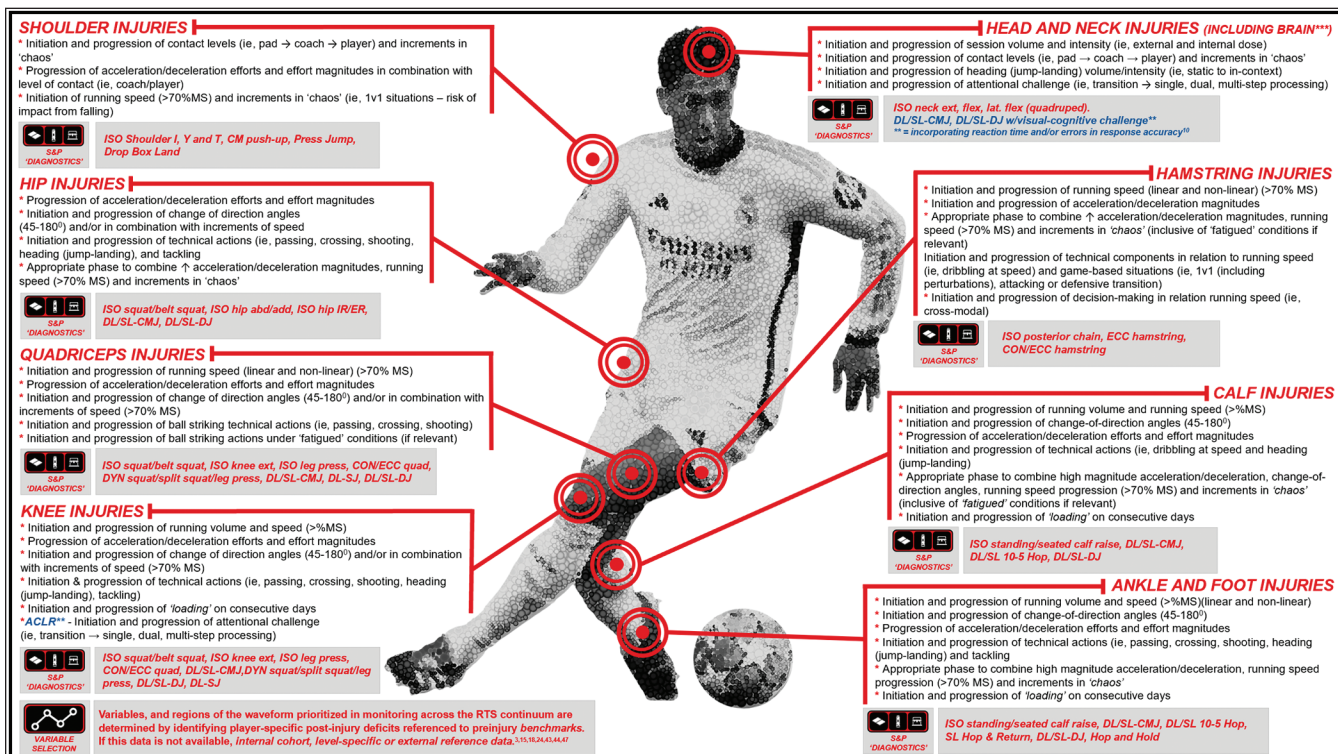 SHOULDER INJURIES
* Initiation and progression of contact levels (ie, pad → coach → player) and increments in
‘chaos’
* Progression of acceleration/deceleration efforts and effort magnitudes in combination with
level of contact (ie, coach/player)
* Initiation of running speed (>70%MS) and increments in ‘chaos’ (ie, 1v1 situations – risk of
impact from falling)
S&P
‘DIAGNOSTICS’
ISO Shoulder I, Y and T, CM push-up, Press Jump,
Drop Box Land
HIP INJURIES
* Progression of acceleration/deceleration efforts and effort magnitudes
* Initiation and progression of change of direction angles
(45-180⁰) and/or in combination with increments of speed
* Initiation and progression of technical actions (ie, passing, crossing, shooting,
heading (jump-landing), and tackling
* Appropriate phase to combine ↑ acceleration/deceleration magnitudes, running
speed (>70% MS) and increments in ‘chaos’
S&P
‘DIAGNOSTICS’
ISO squat/belt squat, ISO hip abd/add, ISO hip IR/ER,
DL/SL-CMJ, DL/SL-DJ
QUADRICEPS INJURIES
* Initiation and progression of running speed (linear and non-linear) (>70% MS)
* Progression of acceleration/deceleration efforts and effort magnitudes
* Initiation and progression of change of direction angles (45-180⁰) and/or in combination with
increments of speed (>70% MS)
* Initiation and progression of ball striking technical actions (ie, passing, crossing, shooting)
* Initiation and progression of ball striking actions under ‘fatigued’ conditions (if relevant)
S&P
‘DIAGNOSTICS’
ISO squat/belt squat, ISO knee ext, ISO leg press, CON/ECC quad,
DYN squat/split squat/leg press, DL/SL-CMJ, DL-SJ, DL/SL-DJ
KNEE INJURIES
* Initiation and progression of running volume and speed (>%MS)
* Progression of acceleration/deceleration efforts and effort magnitudes
* Initiation and progression of change of direction angles (45-180⁰) and/or in combination
with increments of speed (>70% MS)
* Initiation & progression of technical actions (ie, passing, crossing, shooting, heading
(jump-landing), tackling)
* Initiation and progression of ‘loading’ on consecutive days
*ACLR** - Initiation and progression of attentional challenge
(ie, transition → single, dual, multi-step processing)
S&P
‘DIAGNOSTICS’
ISO squat/belt squat, ISO knee ext, ISO leg press,
CON/ECC quad, DL/SL-CMJ,DYN squat/split squat/leg
press, DL/SL-DJ, DL-SJ
VARIABLE
SELECTION
Variables, and regions of the waveform prioritized in monitoring across the RTS continuum are
determined by identifying player-specific post-injury deficits referenced to preinjury benchmarks.
If this data is not available, internal cohort, level-specific or external reference data.3,15,18,24,43,44,47
HEAD AND NECK INJURIES (INCLUDING BRAIN***)
* Initiation and progression of session volume and intensity (ie, external and internal dose)
* Initiation and progression of contact levels (ie, pad → coach → player) and increments in ‘chaos’
* Initiation and progression of heading (jump-landing) volume/intensity (ie, static to in-context)
* Initiation and progression of attentional challenge (ie, transition → single, dual, multi-step processing)
S&P
‘DIAGNOSTICS’
ISO neck ext, flex, lat. flex (quadruped).
DL/SL-CMJ, DL/SL-DJ w/visual-cognitive challenge**
** = incorporating reaction time and/or errors in response accuracy¹⁰
HAMSTRING INJURIES
* Initiation and progression of running speed (linear and non-linear) (>70% MS)
* Initiation and progression of acceleration/deceleration magnitudes
* Appropriate phase to combine ↑ acceleration/deceleration magnitudes, running
speed (>70% MS) and increments in ‘chaos’ (inclusive of ‘fatigued’ conditions if
relevant)
Initiation and progression of technical components in relation to running speed
(ie, dribbling at speed) and game-based situations (ie, 1v1 (including
perturbations), attacking or defensive transition)
* Initiation and progression of decision-making in relation running speed (ie,
cross-modal)
S&P
‘DIAGNOSTICS’
ISO posterior chain, ECC hamstring,
CON/ECC hamstring
CALF INJURIES
* Initiation and progression of running volume and running speed (>%MS)
* Initiation and progression of change-of-direction angles (45-180⁰)
Progression of acceleration/deceleration efforts and effort magnitudes
* Initiation and progression of technical actions (ie, dribbling at speed and heading
(jump-landing)
* Appropriate phase to combine high magnitude acceleration/deceleration, change-of-
direction angles, running speed progression (>70% MS) and increments in ‘chaos’
(inclusive of ‘fatigued’ conditions if relevant)
* Initiation and progression of ‘loading’ on consecutive days
S&P
‘DIAGNOSTICS’
ISO standing/seated calf raise, DL/SL-CMJ,
DL/SL 10-5 Hop, DL/SL-DJ
ANKLE AND FOOT INJURIES
* Initiation and progression of running volume and speed (>%MS)(linear and non-linear)
* Initiation and progression of change-of-direction angles (45-180⁰)
* Progression of acceleration/deceleration efforts and effort magnitudes
* Initiation and progression of technical actions (ie, passing, crossing, shooting, heading
(jump-landing) and tackling
* Appropriate phase to combine high magnitude acceleration/deceleration, running speed
progression (>70% MS) and increments in ‘chaos’
* Initiation and progression of ‘loading’ on consecutive days
S&P
‘DIAGNOSTICS’
ISO standing/seated calf raise, DL/SL-CMJ, DL/SL 10-5 Hop,
SL Hop & Return, DL/SL-DJ, Hop and Hold